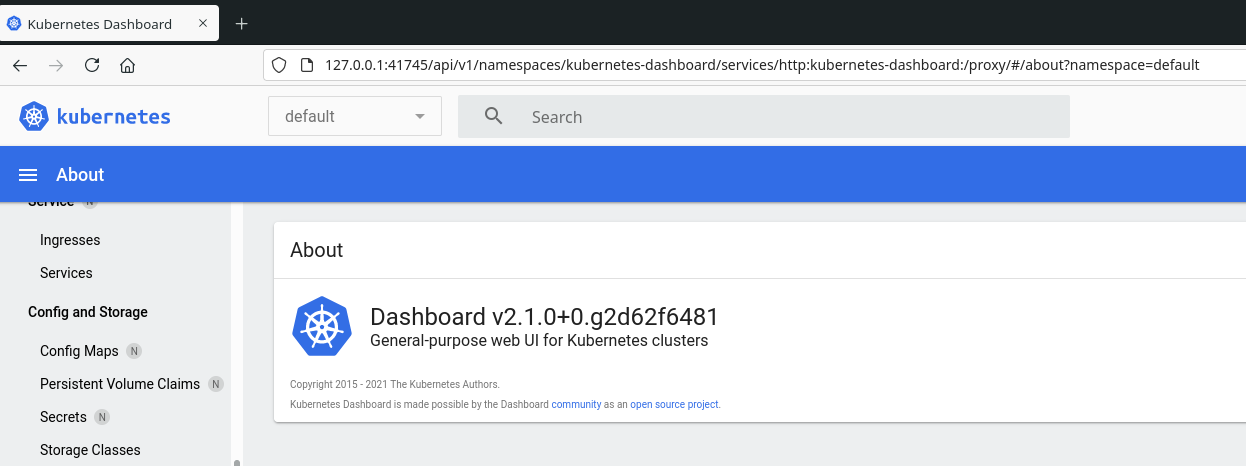 Kubernetes Dashboard
127.0.0.1:41745/api/v1/namespaces/kubernetes-dashboard/services/http:kubernetes-dashboard:/proxy/#/about?namespace=default
kubernetes
default
Search
About
Service N
Ingresses
Services
Config and Storage
Config Maps N
Persistent Volume Claims N
Secrets N
Storage Classes
About
Dashboard v2.1.0+0.g2d62f6481
General-purpose web UI for Kubernetes clusters
Copyright 2015 - 2021 The Kubernetes Authors.
Kubernetes Dashboard is made possible by the Dashboard community as an open source project.